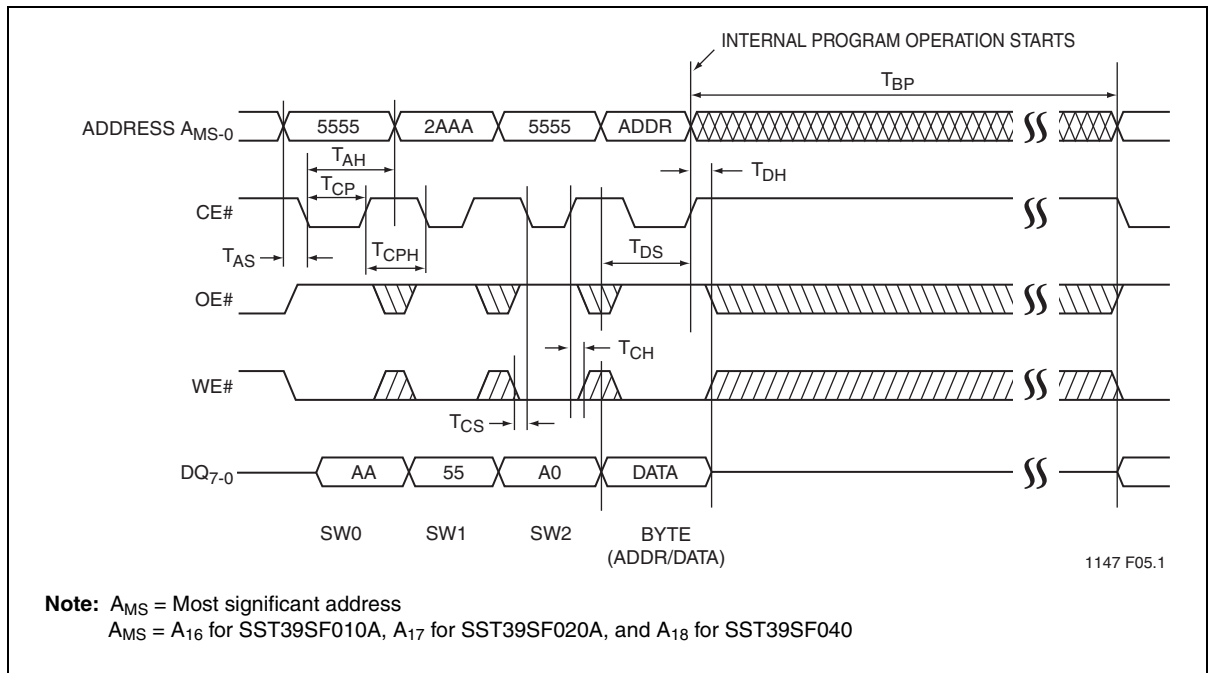 INTERNAL PROGRAM OPERATION STARTS
TBP
ADDRESS AMS-0
5555
2AAA
5555
ADDR
TAH
TDH
TCP
CE#
TAS
TCPH
TDS
OE#
TCH
WE#
TCS
DQ7-0
AA
55
A0
DATA
SW0
SW1
SW2
BYTE
(ADDR/DATA)
1147 F05.1
Note: AMS = Most significant address
AMS = A16 for SST39SF010A, A17 for SST39SF020A, and A18 for SST39SF040